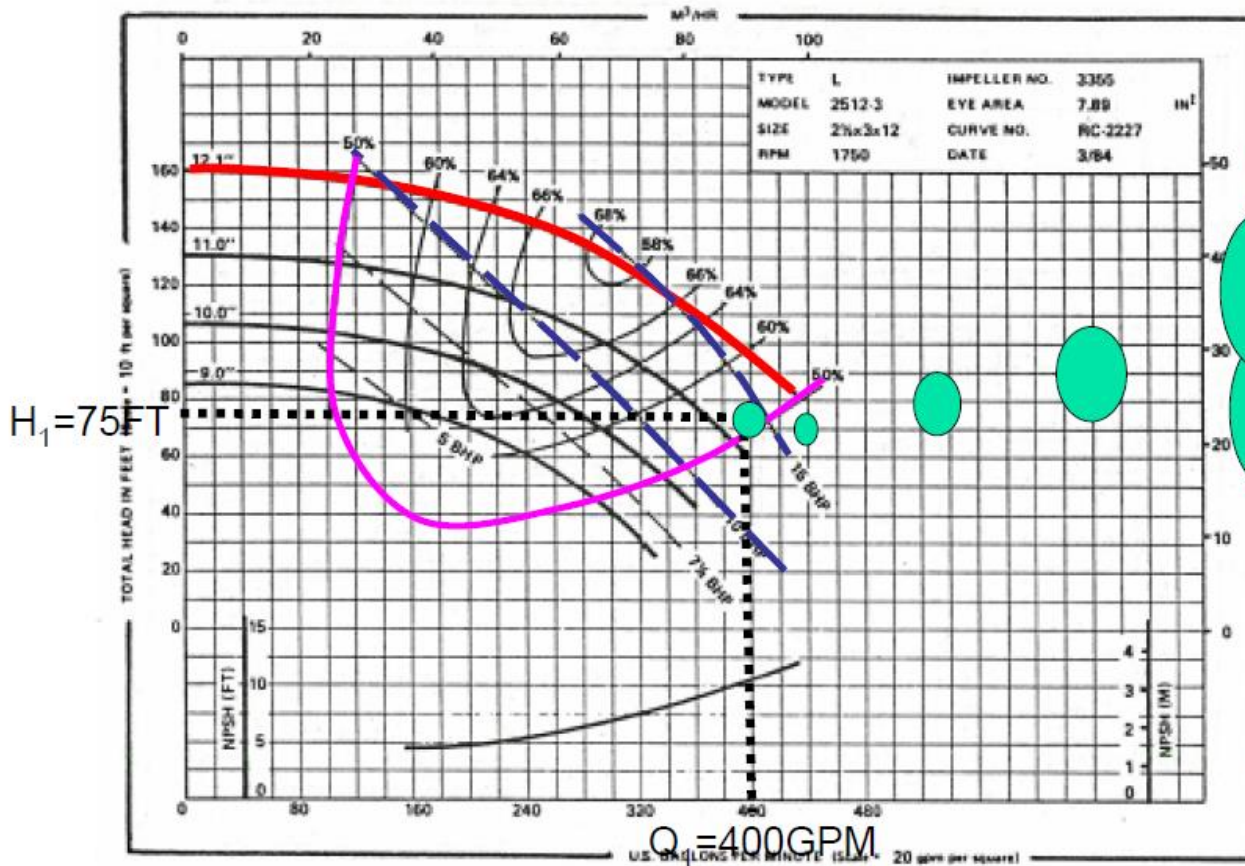 M³/HR
0 20 40 60 80 100
TYPE L IMPELLER NO. 3355
MODEL 2512-3 EYE AREA 7.89 IN²
SIZE 2½x3x12 CURVE NO. RC-2227
RPM 1750 DATE 3/84
50%
60%
64%
66%
68%
58%
66%
64%
60%
50%
12.1"
11.0"
10.0"
9.0"
160
140
120
100
80
60
40
20
0
50
40
30
20
10
0
TOTAL HEAD IN FEET
= 10 ft per square)
H₁=75FT
5 BHP
7½ BHP
10
15 BHP
NPSH (FT)
15
10
5
0
4
3
2
1
0
NPSH (M)
0 80 160 240 320 400 480
Q₁=400GPM
U.S. GALLONS PER MINUTE = 20 gpm per square)